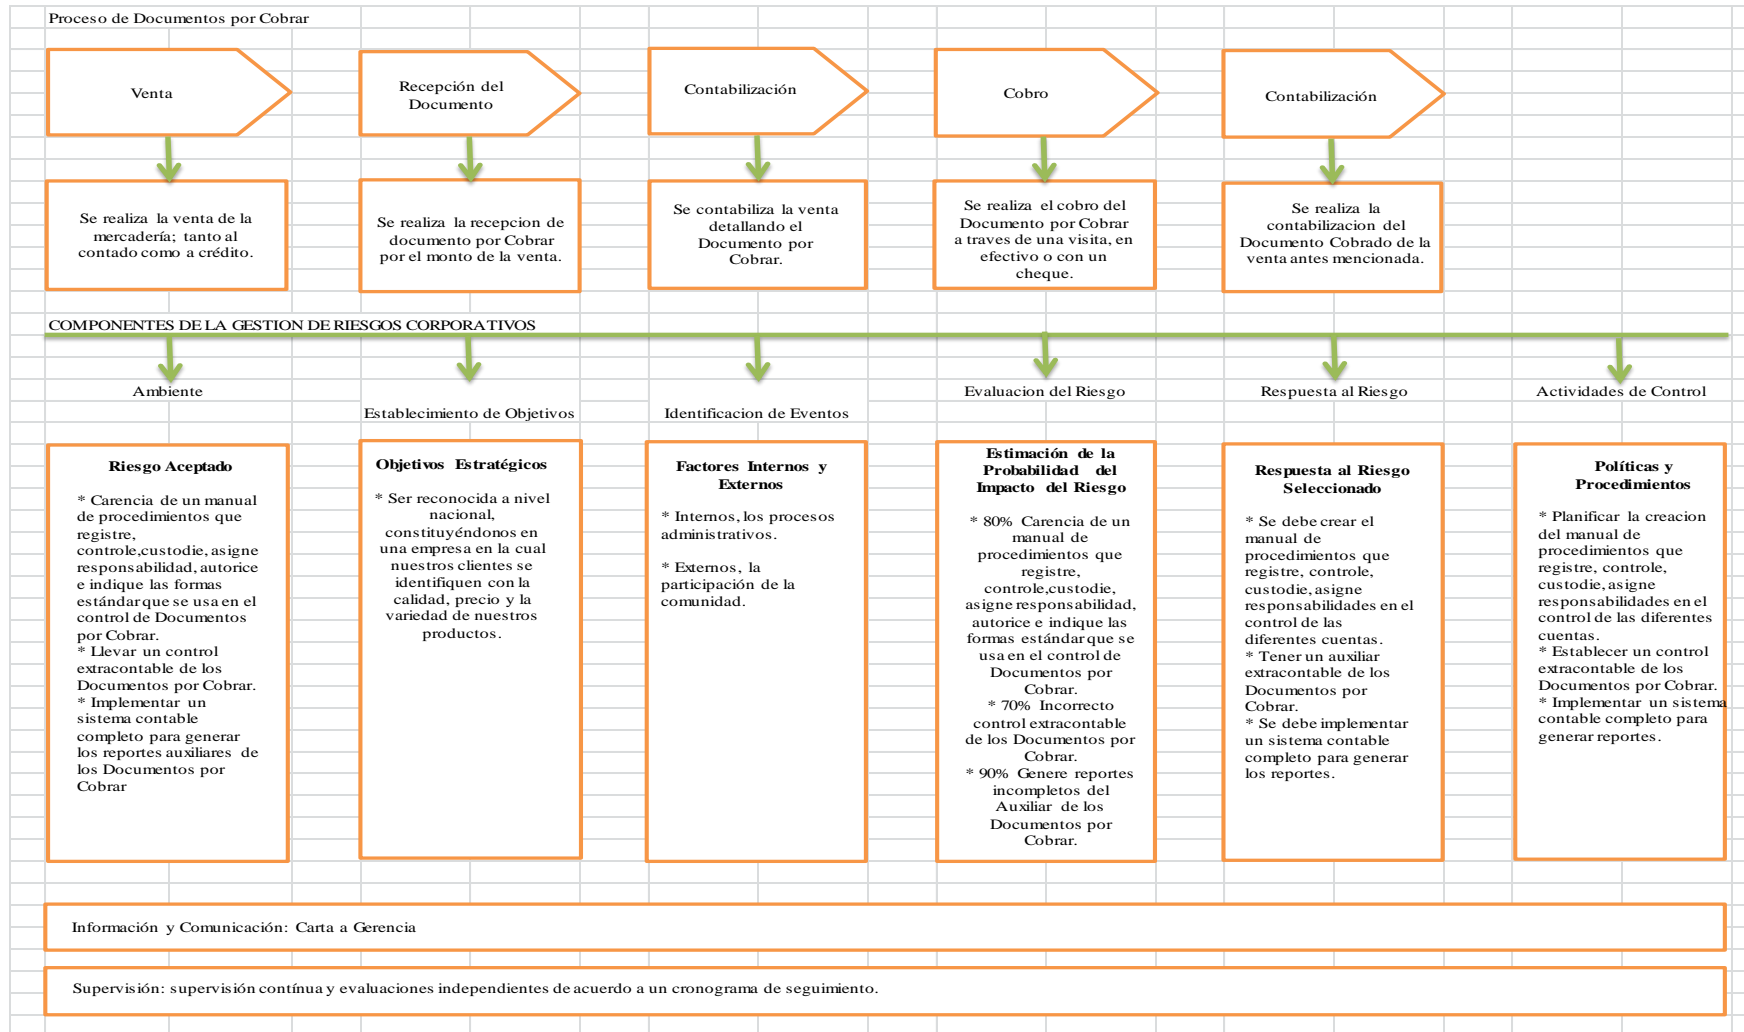 Proceso de Documentos por Cobrar
Venta
Recepción del
Documento
Contabilización
Cobro
Contabilización
Se realiza la venta de la
mercadería; tanto al
contado como a crédito.
Se realiza la recepcion de
documento por Cobrar
por el monto de la venta.
Se contabiliza la venta
detallando el
Documento por
Cobrar.
Se realiza el cobro del
Documento por Cobrar
a traves de una visita, en
efectivo o con un
cheque.
Se realiza la
contabilizacion del
Documento Cobrado de la
venta antes mencionada.
COMPONENTES DE LA GESTION DE RIESGOS CORPORATIVOS
Ambiente
Establecimiento de Objetivos
Identificacion de Eventos
Evaluacion del Riesgo
Respuesta al Riesgo
Actividades de Control
Riesgo Aceptado
* Carencia de un manual
de procedimientos que
registre,
controle,custodie, asigne
responsabilidad, autorice
e indique las formas
estándar que se usa en el
control de Documentos
por Cobrar.
* Llevar un control
extracontable de los
Documentos por Cobrar.
* Implementar un
sistema contable
completo para generar
los reportes auxiliares de
los Documentos por
Cobrar
Objetivos Estratégicos
* Ser reconocida a nivel
nacional,
constituyéndonos en
una empresa en la cual
nuestros clientes se
identifiquen con la
calidad, precio y la
variedad de nuestros
productos.
Factores Internos y
Externos
* Internos, los procesos
administrativos.
* Externos, la
participación de la
comunidad.
Estimación de la
Probabilidad del
Impacto del Riesgo
* 80% Carencia de un
manual de
procedimientos que
registre,
controle,custodie,
asigne responsabilidad,
autorice e indique las
formas estándar que se
usa en el control de
Documentos por
Cobrar.
* 70% Incorrecto
control extracontable
de los Documentos por
Cobrar.
* 90% Genere reportes
incompletos del
Auxiliar de los
Documentos por
Cobrar.
Respuesta al Riesgo
Seleccionado
* Se debe crear el
manual de
procedimientos que
registre, controle,
custodie, asigne
responsabilidades en el
control de las
diferentes cuentas.
* Tener un auxiliar
extracontable de los
Documentos por
Cobrar.
* Se debe implementar
un sistema contable
completo para generar
los reportes.
Políticas y
Procedimientos
* Planificar la creacion
del manual de
procedimientos que
registre, controle,
custodie, asigne
responsabilidades en el
control de las diferentes
cuentas.
* Establecer un control
extracontable de los
Documentos por Cobrar.
* Implementar un sistema
contable completo para
generar reportes.
Información y Comunicación: Carta a Gerencia
Supervisión: supervisión contínua y evaluaciones independientes de acuerdo a un cronograma de seguimiento.